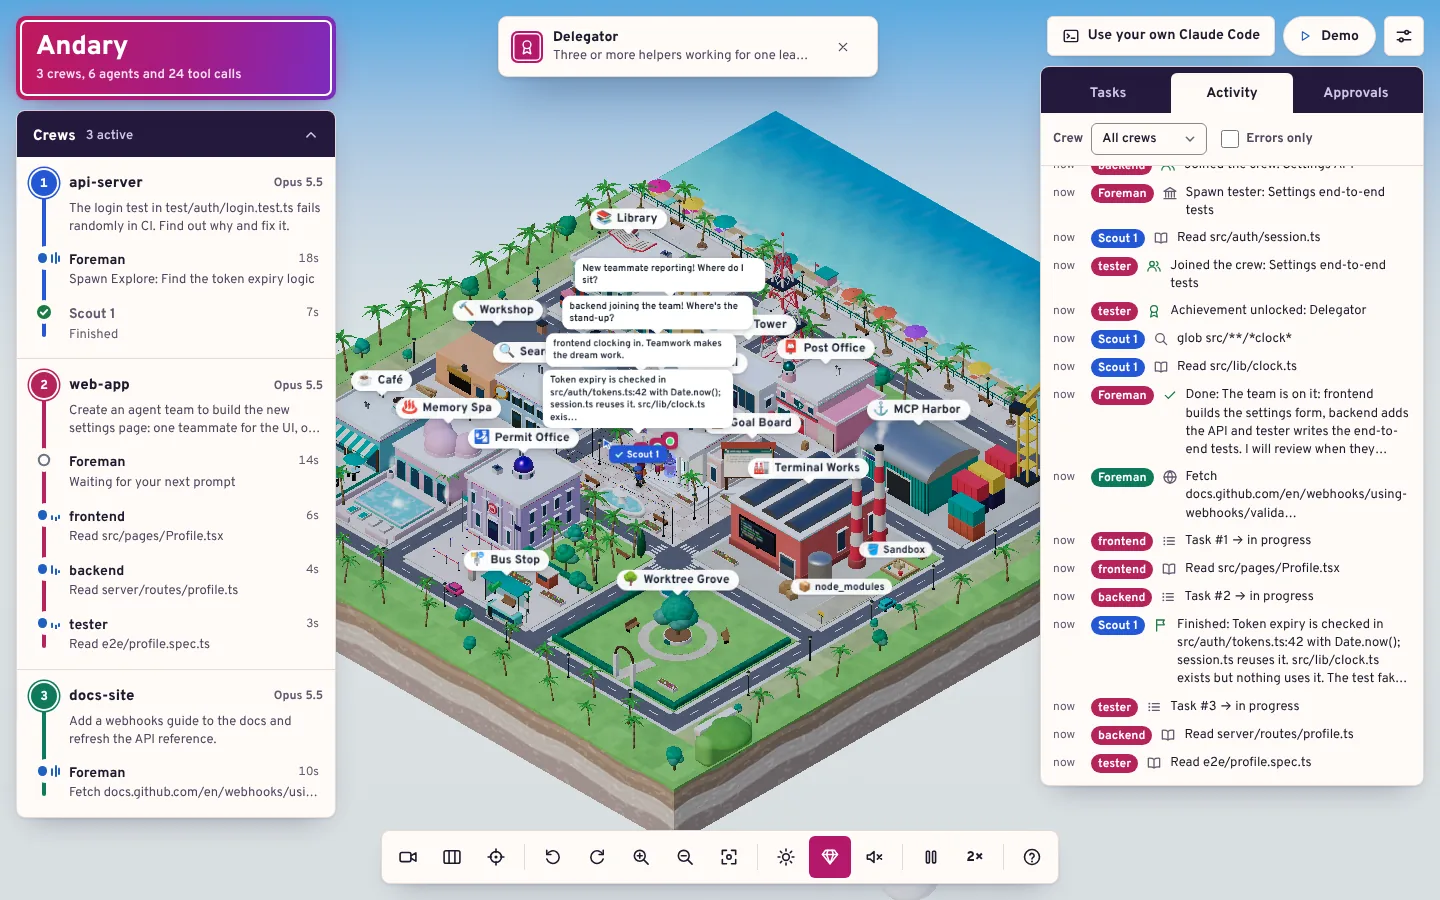 Andary
3 crews, 6 agents and 24 tool calls
Crews 3 active
1 api-server Opus 5.5
The login test in test/auth/login.test.ts fails
randomly in CI. Find out why and fix it.
Foreman 18s
Spawn Explore: Find the token expiry logic
Scout 1 7s
Finished
2 web-app Opus 5.5
Create an agent team to build the new
settings page: one teammate for the UI, o…
Foreman 14s
Waiting for your next prompt
frontend 6s
Read src/pages/Profile.tsx
backend 4s
Read server/routes/profile.ts
tester 3s
Read e2e/profile.spec.ts
3 docs-site Opus 5.5
Add a webhooks guide to the docs and
refresh the API reference.
Foreman 10s
Fetch docs.github.com/en/webhooks/usi…
Delegator
Three or more helpers working for one lea…
Library
New teammate reporting! Where do I
sit?
Workshop
backend joining the team! Where's the
stand-up?
Tower
frontend clocking in. Teamwork makes
the dream work.
Post Office
Café
Token expiry is checked in
src/auth/tokens.ts:42 with Date.now();
session.ts reuses it. src/lib/clock.ts
exis…
Memory Spa
MCP Harbor
Goal Board
Permit Office
Scout 1
Terminal Works
Sandbox
Bus Stop
Worktree Grove
node_modules
2×
Use your own Claude Code
Demo
Tasks Activity Approvals
Crew All crews Errors only
now backend Joined the crew: Settings API
now Foreman Spawn tester: Settings end-to-end
tests
now Scout 1 Read src/auth/session.ts
now tester Joined the crew: Settings end-to-end
tests
now tester Achievement unlocked: Delegator
now Scout 1 glob src/**/*clock*
now Scout 1 Read src/lib/clock.ts
now Foreman Done: The team is on it: frontend
builds the settings form, backend adds
the API and tester writes the end-to-
end tests. I will review when they…
now Foreman Fetch
docs.github.com/en/webhooks/using-
webhooks/valida…
now frontend Task #1 → in progress
now frontend Read src/pages/Profile.tsx
now backend Task #2 → in progress
now Scout 1 Finished: Token expiry is checked in
src/auth/tokens.ts:42 with Date.now();
session.ts reuses it. src/lib/clock.ts
exists but nothing uses it. The test fak…
now tester Task #3 → in progress
now backend Read server/routes/profile.ts
now tester Read e2e/profile.spec.ts